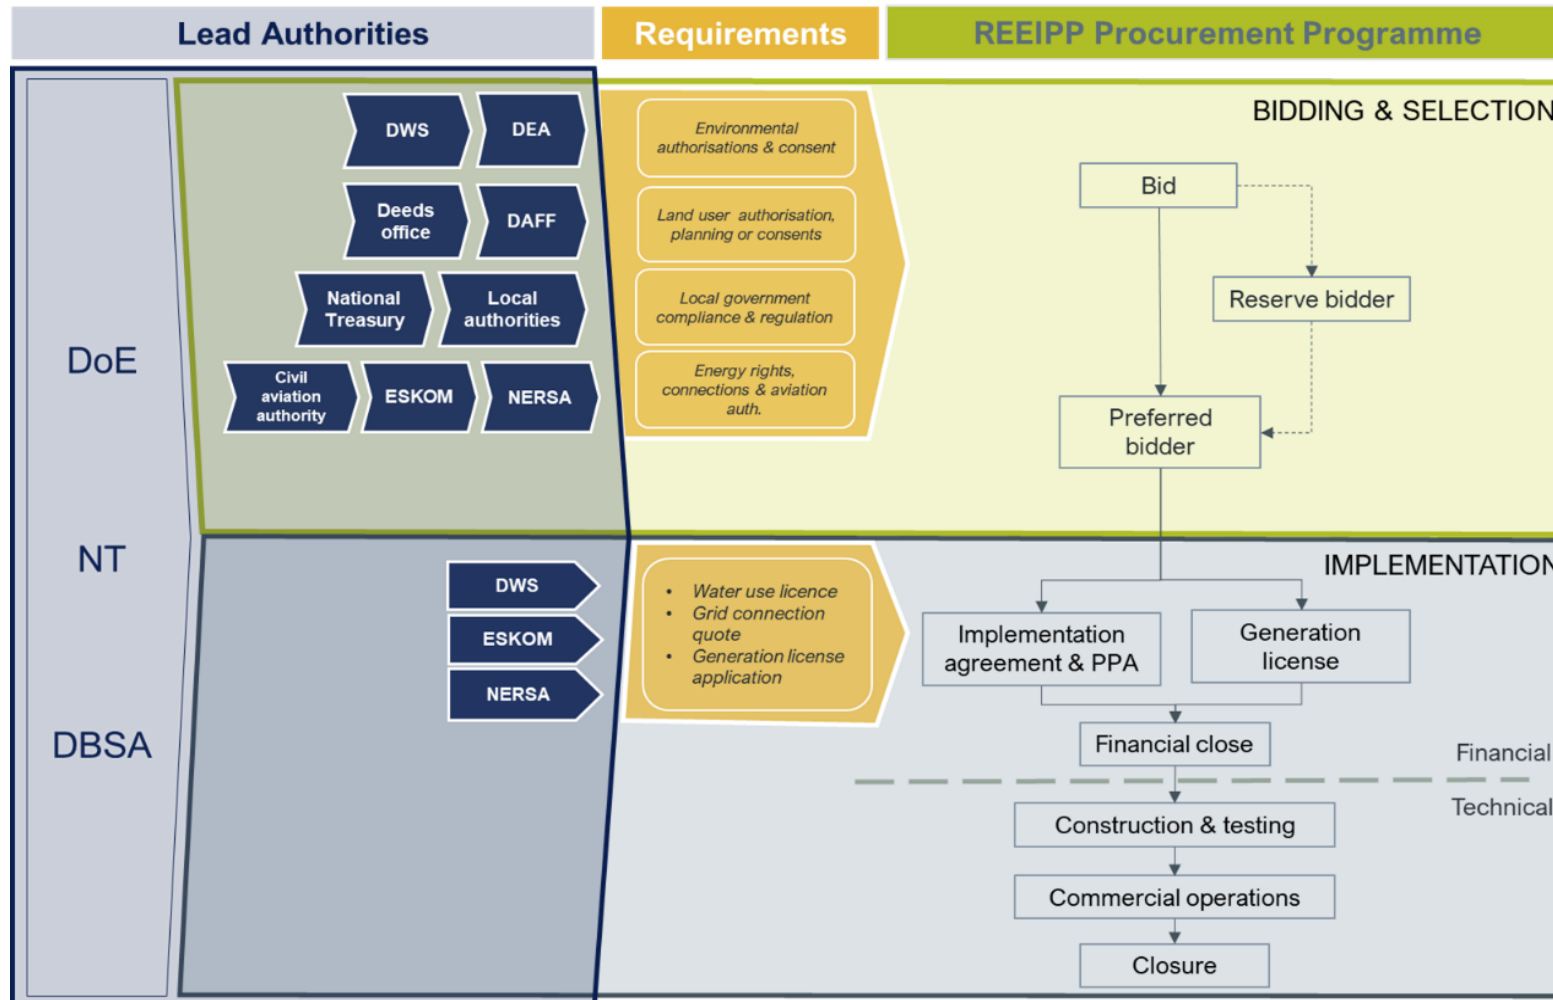 Lead Authorities
Requirements
REEIPP Procurement Programme
DoE
NT
DBSA
DWS
DEA
Deeds
office
DAFF
National
Treasury
Local
authorities
Civil
aviation
authority
ESKOM
NERSA
Environmental
authorisations & consent
Land user authorisation,
planning or consents
Local government
compliance & regulation
Energy rights,
connections & aviation
auth.
BIDDING & SELECTION
Bid
Reserve bidder
Preferred
bidder
DWS
ESKOM
NERSA
• Water use licence
• Grid connection
quote
• Generation license
application
IMPLEMENTATION
Implementation
agreement & PPA
Generation
license
Financial close
Financial
Technical
Construction & testing
Commercial operations
Closure